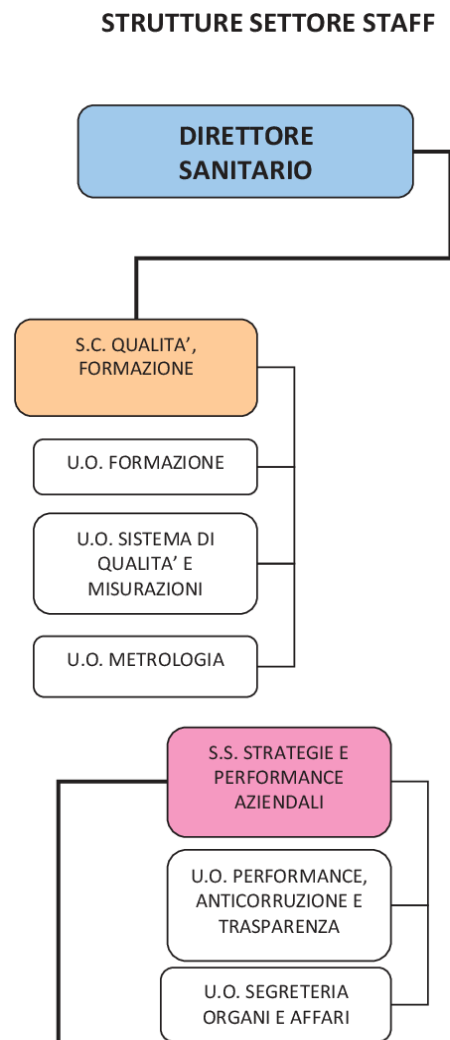 STRUTTURE SETTORE STAFF
DIRETTORE
SANITARIO
S.C. QUALITA’,
FORMAZIONE
U.O. FORMAZIONE
U.O. SISTEMA DI
QUALITA’ E
MISURAZIONI
U.O. METROLOGIA
S.S. STRATEGIE E
PERFORMANCE
AZIENDALI
U.O. PERFORMANCE,
ANTICORRUZIONE E
TRASPARENZA
U.O. SEGRETERIA
ORGANI E AFFARI